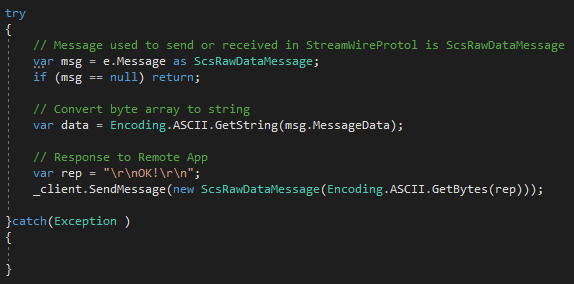 try
{
// Message used to send or received in StreamWireProtol is ScsRawDataMessage
var msg = e.Message as ScsRawDataMessage;
if (msg == null) return;
// Convert byte array to string
var data = Encoding.ASCII.GetString(msg.MessageData);
// Response to Remote App
var rep = "\r\nOK!\r\n";
_client.SendMessage(new ScsRawDataMessage(Encoding.ASCII.GetBytes(rep)));
}catch(Exception )
{
}